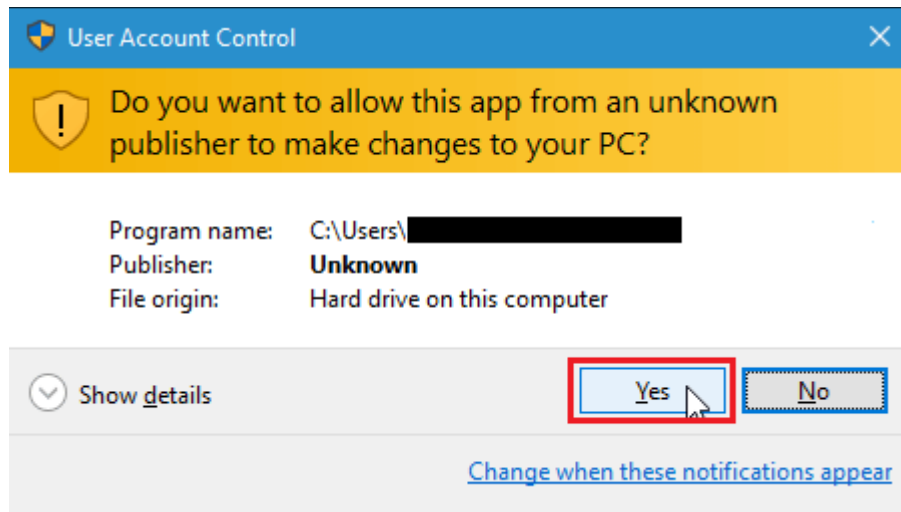 User Account Control
Do you want to allow this app from an unknown
publisher to make changes to your PC?
Program name: C:\Users\
Publisher: Unknown
File origin: Hard drive on this computer
Show details
Yes
No
Change when these notifications appear